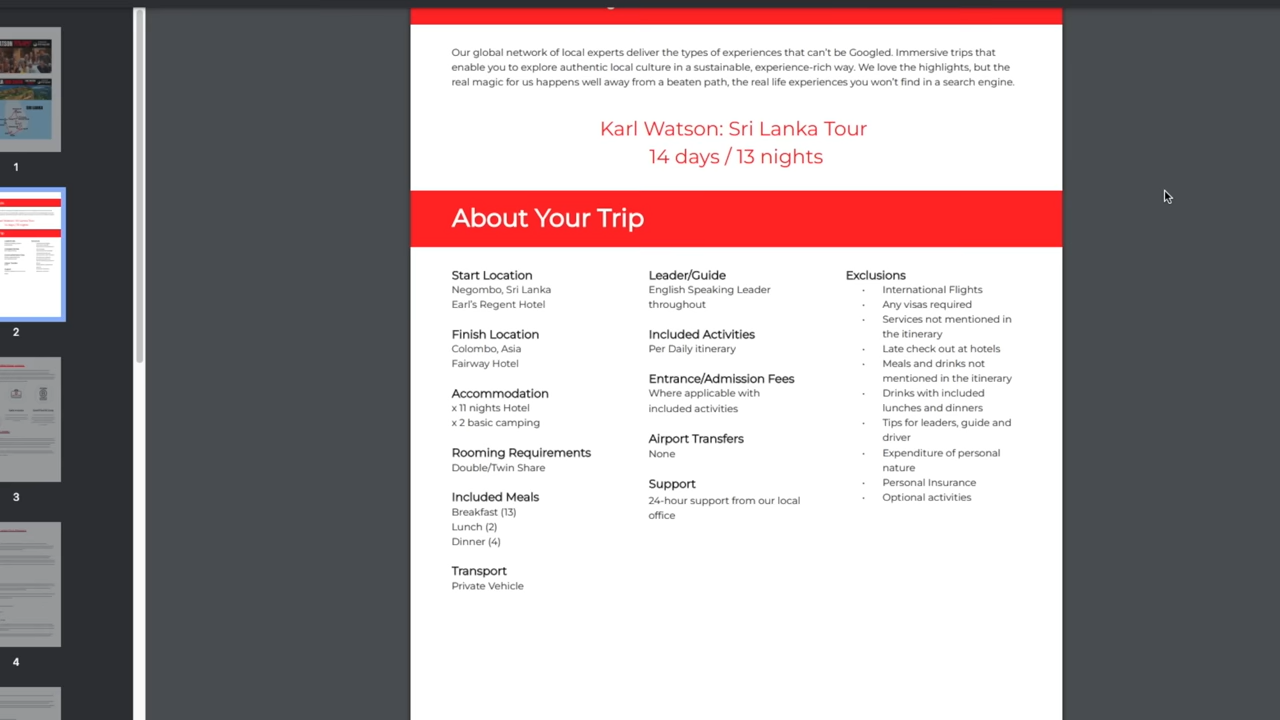 Our global network of local experts deliver the types of experiences that can't be Googled. Immersive trips that
enable you to explore authentic local culture in a sustainable, experience-rich way. We love the highlights, but the
real magic for us happens well away from a beaten path, the real life experiences you won't find in a search engine.
Karl Watson: Sri Lanka Tour
14 days / 13 nights
About Your Trip
Start Location
Negombo, Sri Lanka
Earl's Regent Hotel
Finish Location
Colombo, Asia
Fairway Hotel
Accommodation
x 11 nights Hotel
x 2 basic camping
Rooming Requirements
Double/Twin Share
Included Meals
Breakfast (13)
Lunch (2)
Dinner (4)
Transport
Private Vehicle
Leader/Guide
English Speaking Leader
throughout
Included Activities
Per Daily itinerary
Entrance/Admission Fees
Where applicable with
included activities
Airport Transfers
None
Support
24-hour support from our local
office
Exclusions
· International Flights
· Any visas required
· Services not mentioned in
the itinerary
· Late check out at hotels
· Meals and drinks not
mentioned in the itinerary
· Drinks with included
lunches and dinners
· Tips for leaders, guide and
driver
· Expenditure of personal
nature
· Personal Insurance
· Optional activities
1
2
3
4